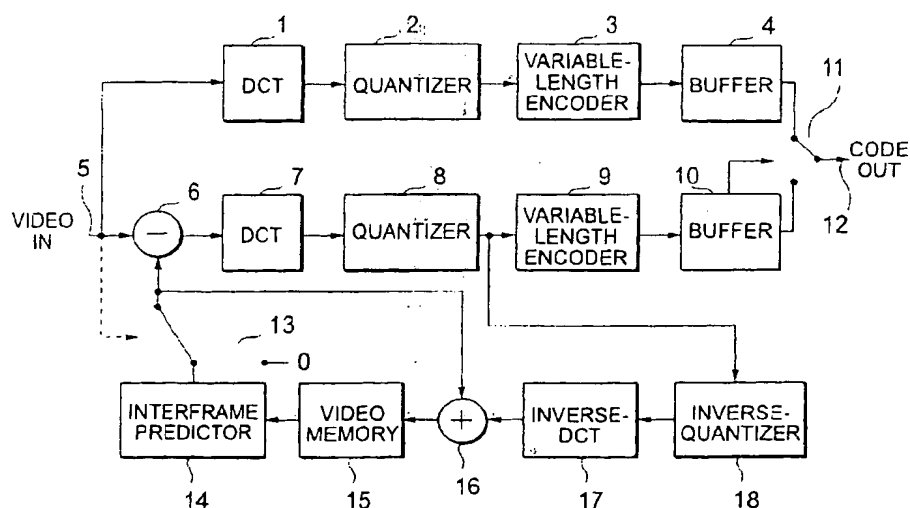 1 2 3 4
DCT QUANTIZER VARIABLE-
LENGTH
ENCODER BUFFER
11
CODE
OUT
12
5 6 7 8 9 10
VIDEO
IN
−
DCT QUANTIZER VARIABLE-
LENGTH
ENCODER BUFFER
13
0
INTERFRAME
PREDICTOR
VIDEO
MEMORY
+
INVERSE-
DCT
INVERSE-
QUANTIZER
14 15 16 17 18